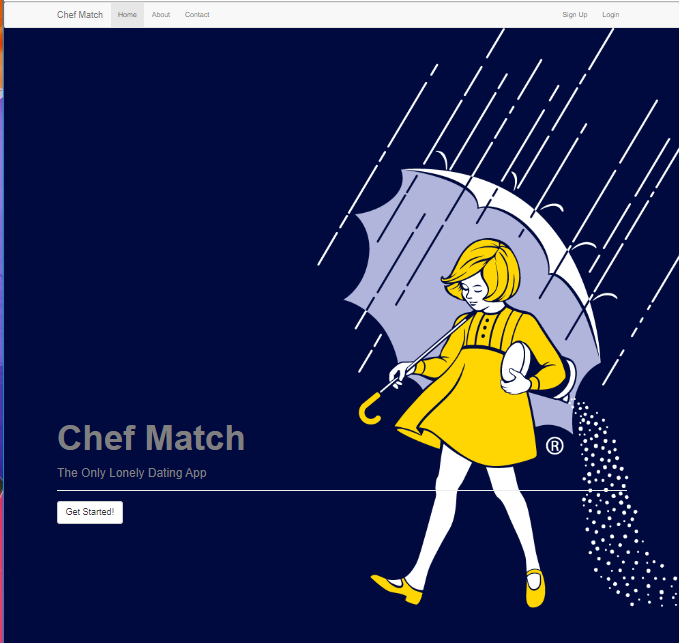 Chef Match Home About Contact Sign Up Login
Chef Match
The Only Lonely Dating App
Get Started!
®